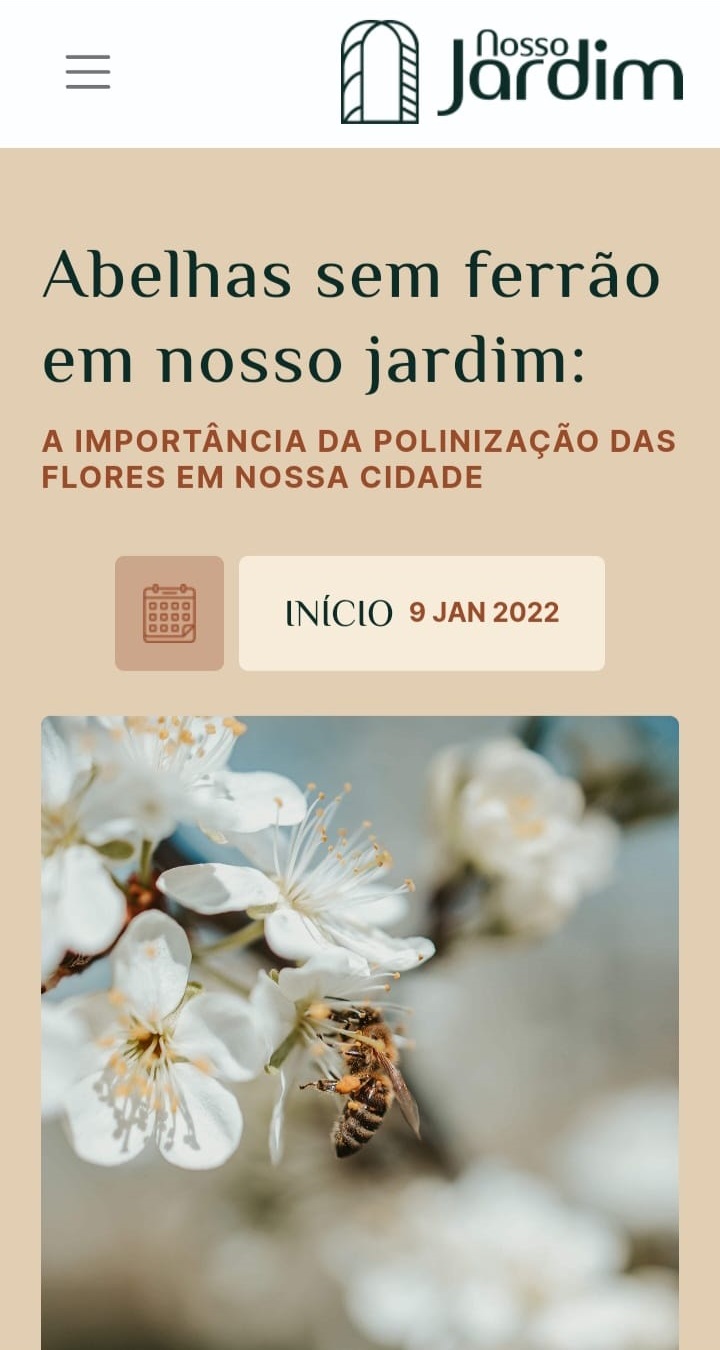 Nosso
Jardim
Abelhas sem ferrão
em nosso jardim:
A IMPORTÂNCIA DA POLINIZAÇÃO DAS
FLORES EM NOSSA CIDADE
INÍCIO 9 JAN 2022